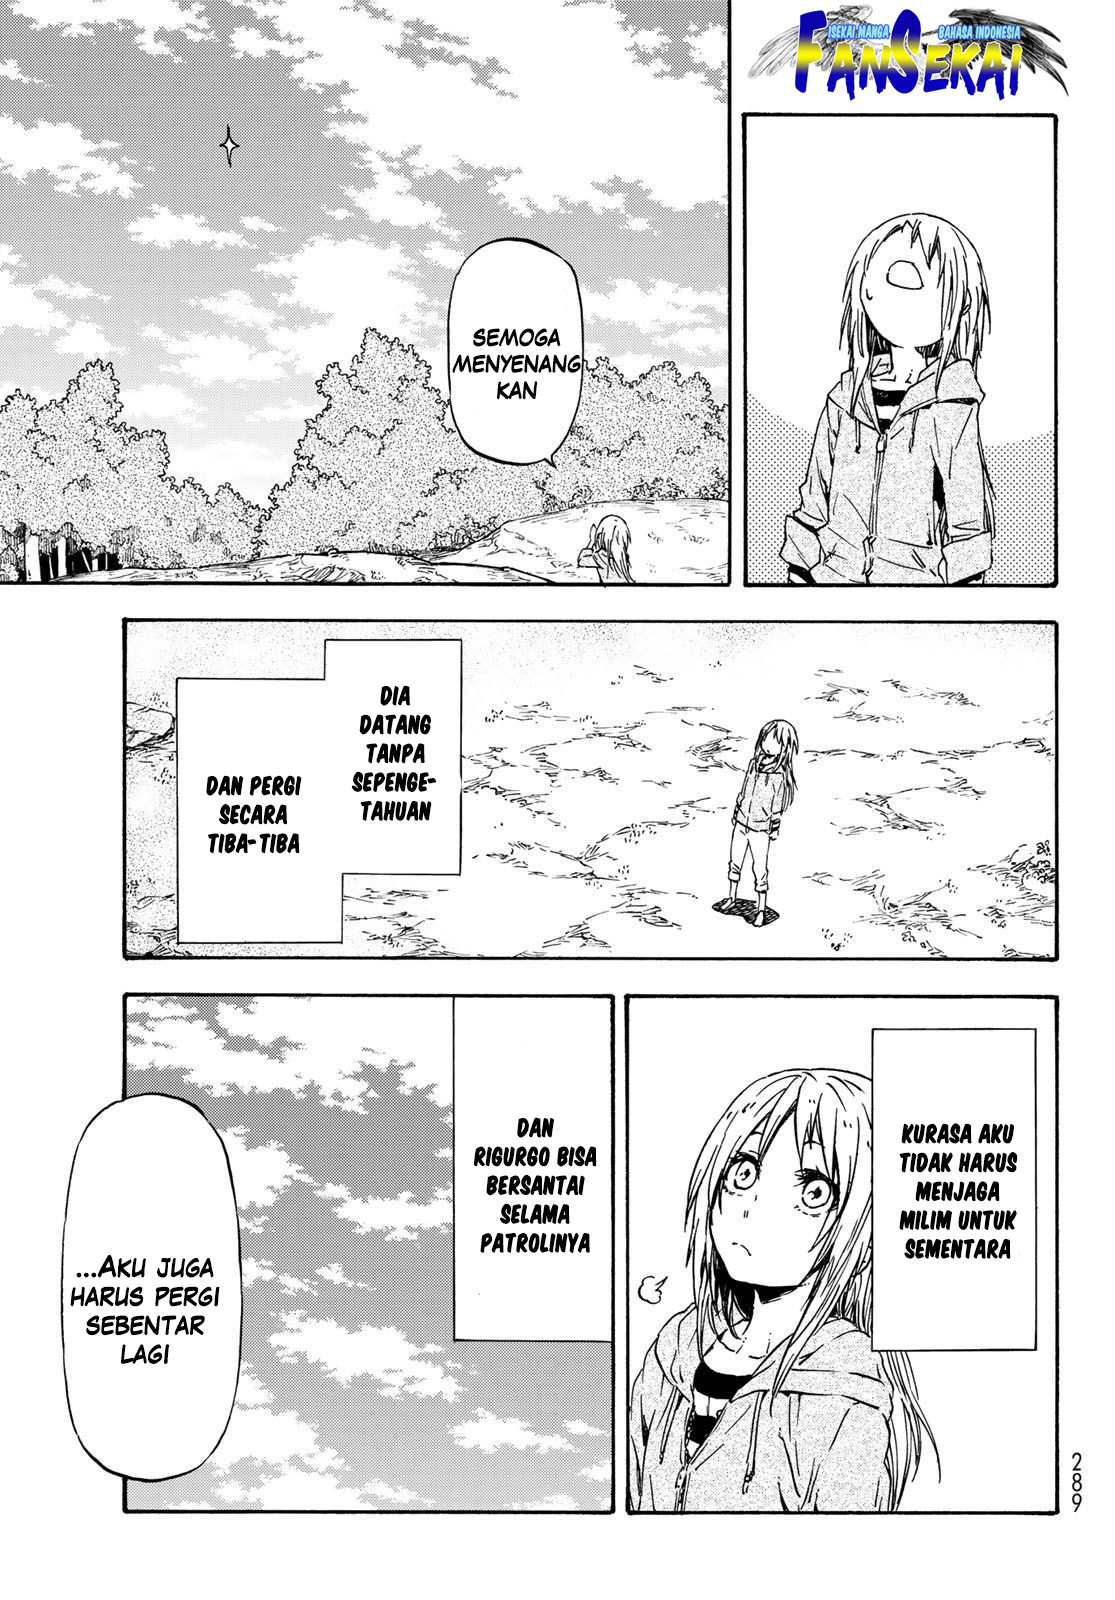 ISEKAI MANGA
BAHASA INDONESIA
FANSEKAI
SEMOGA
MENYENANG
KAN
DIA
DATANG
TANPA
SEPENGE-
TAHUAN
DAN PERGI
SECARA
TIBA-TIBA
KURASA AKU
TIDAK HARUS
MENJAGA
MILIM UNTUK
SEMENTARA
DAN
RIGURGO BISA
BERSANTAI
SELAMA
PATROLINYA
...AKU JUGA
HARUS PERGI
SEBENTAR
LAGI
289